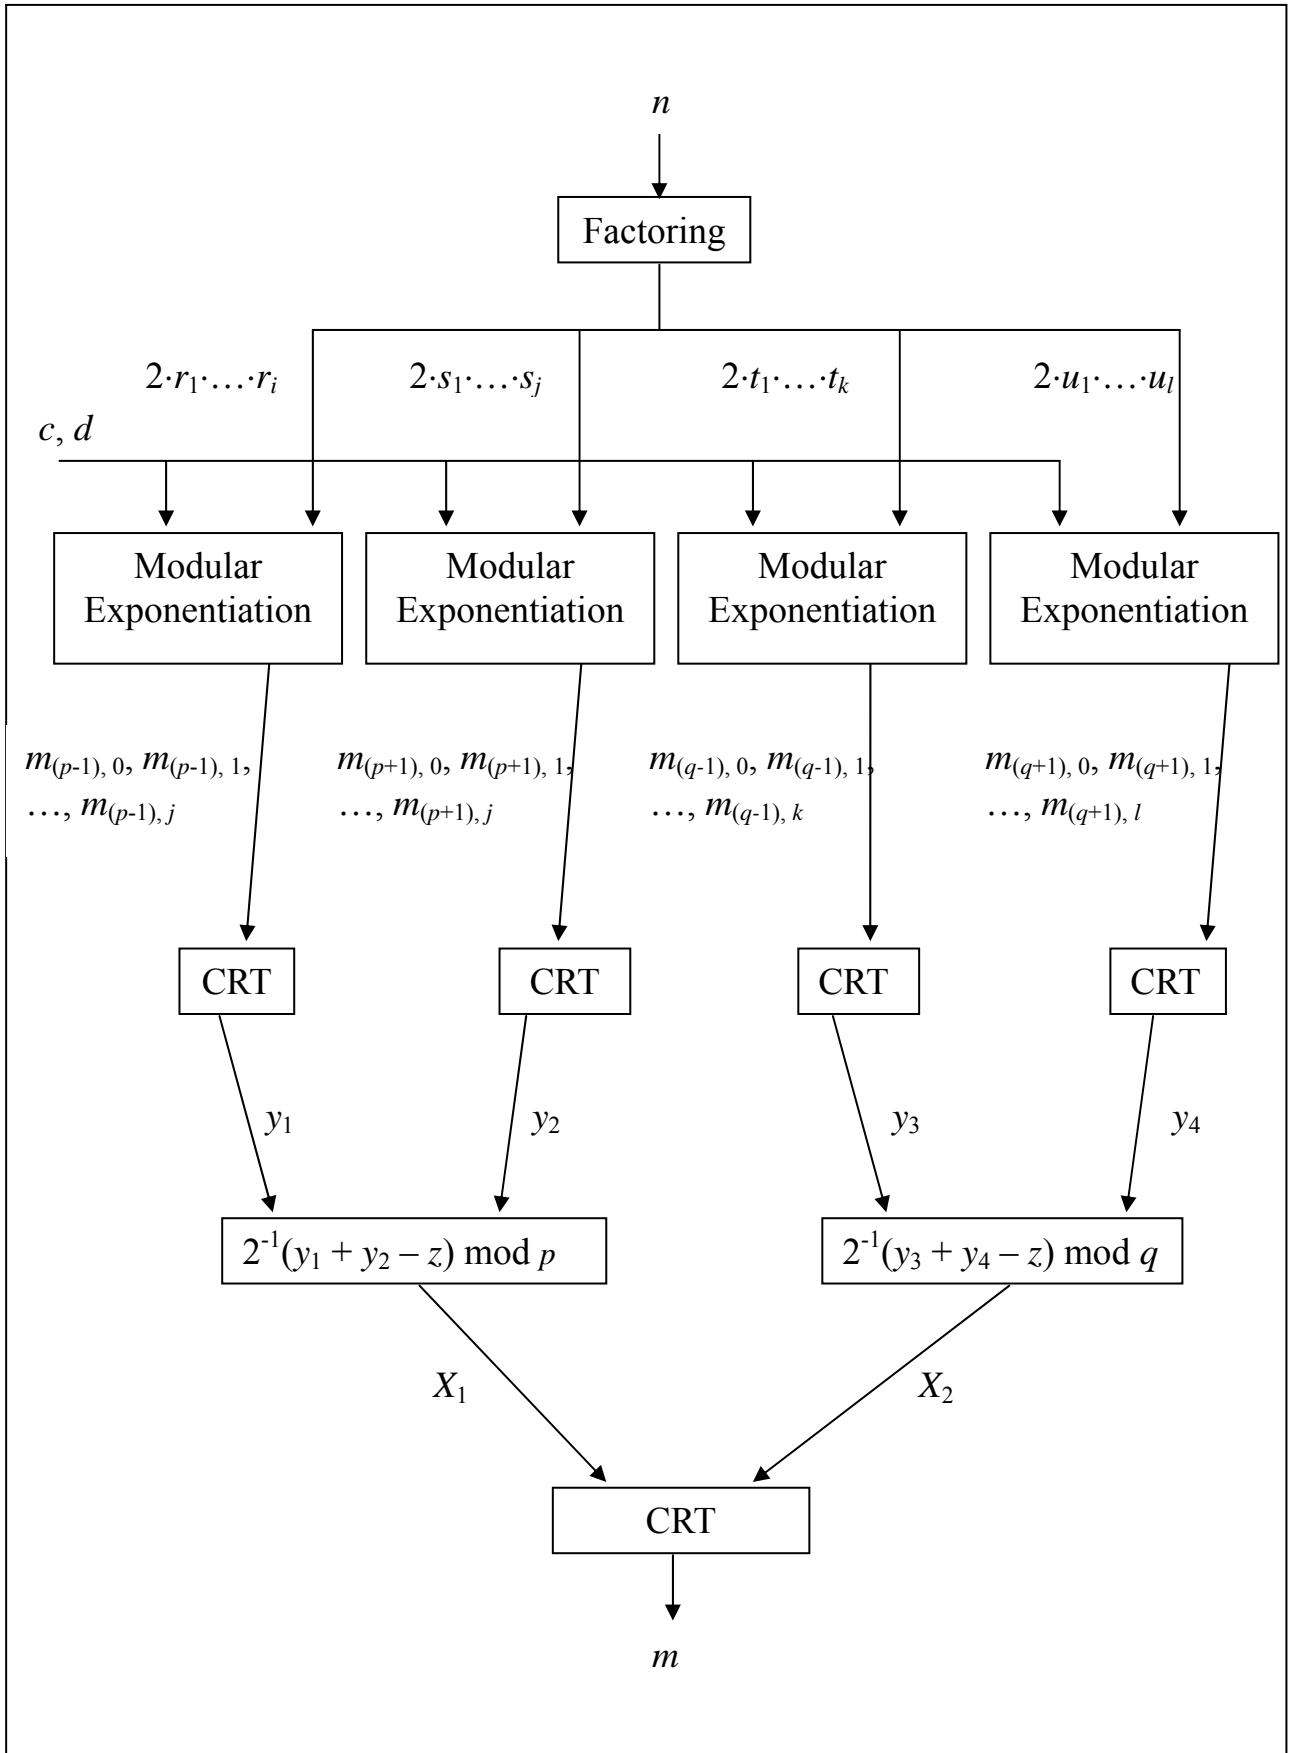 n
Factoring
2·r₁·…·rᵢ 2·s₁·…·sⱼ 2·t₁·…·tₖ 2·u₁·…·uₗ
c, d
Modular Exponentiation
Modular Exponentiation
Modular Exponentiation
Modular Exponentiation
m₍p₋₁₎, ₀, m₍p₋₁₎, ₁,
…, m₍p₋₁₎, ⱼ
m₍p₊₁₎, ₀, m₍p₊₁₎, ₁,
…, m₍p₊₁₎, ⱼ
m₍q₋₁₎, ₀, m₍q₋₁₎, ₁,
…, m₍q₋₁₎, ₖ
m₍q₊₁₎, ₀, m₍q₊₁₎, ₁,
…, m₍q₊₁₎, ₗ
CRT CRT CRT CRT
y₁ y₂ y₃ y₄
2⁻¹(y₁ + y₂ – z) mod p
2⁻¹(y₃ + y₄ – z) mod q
X₁ X₂
CRT
m